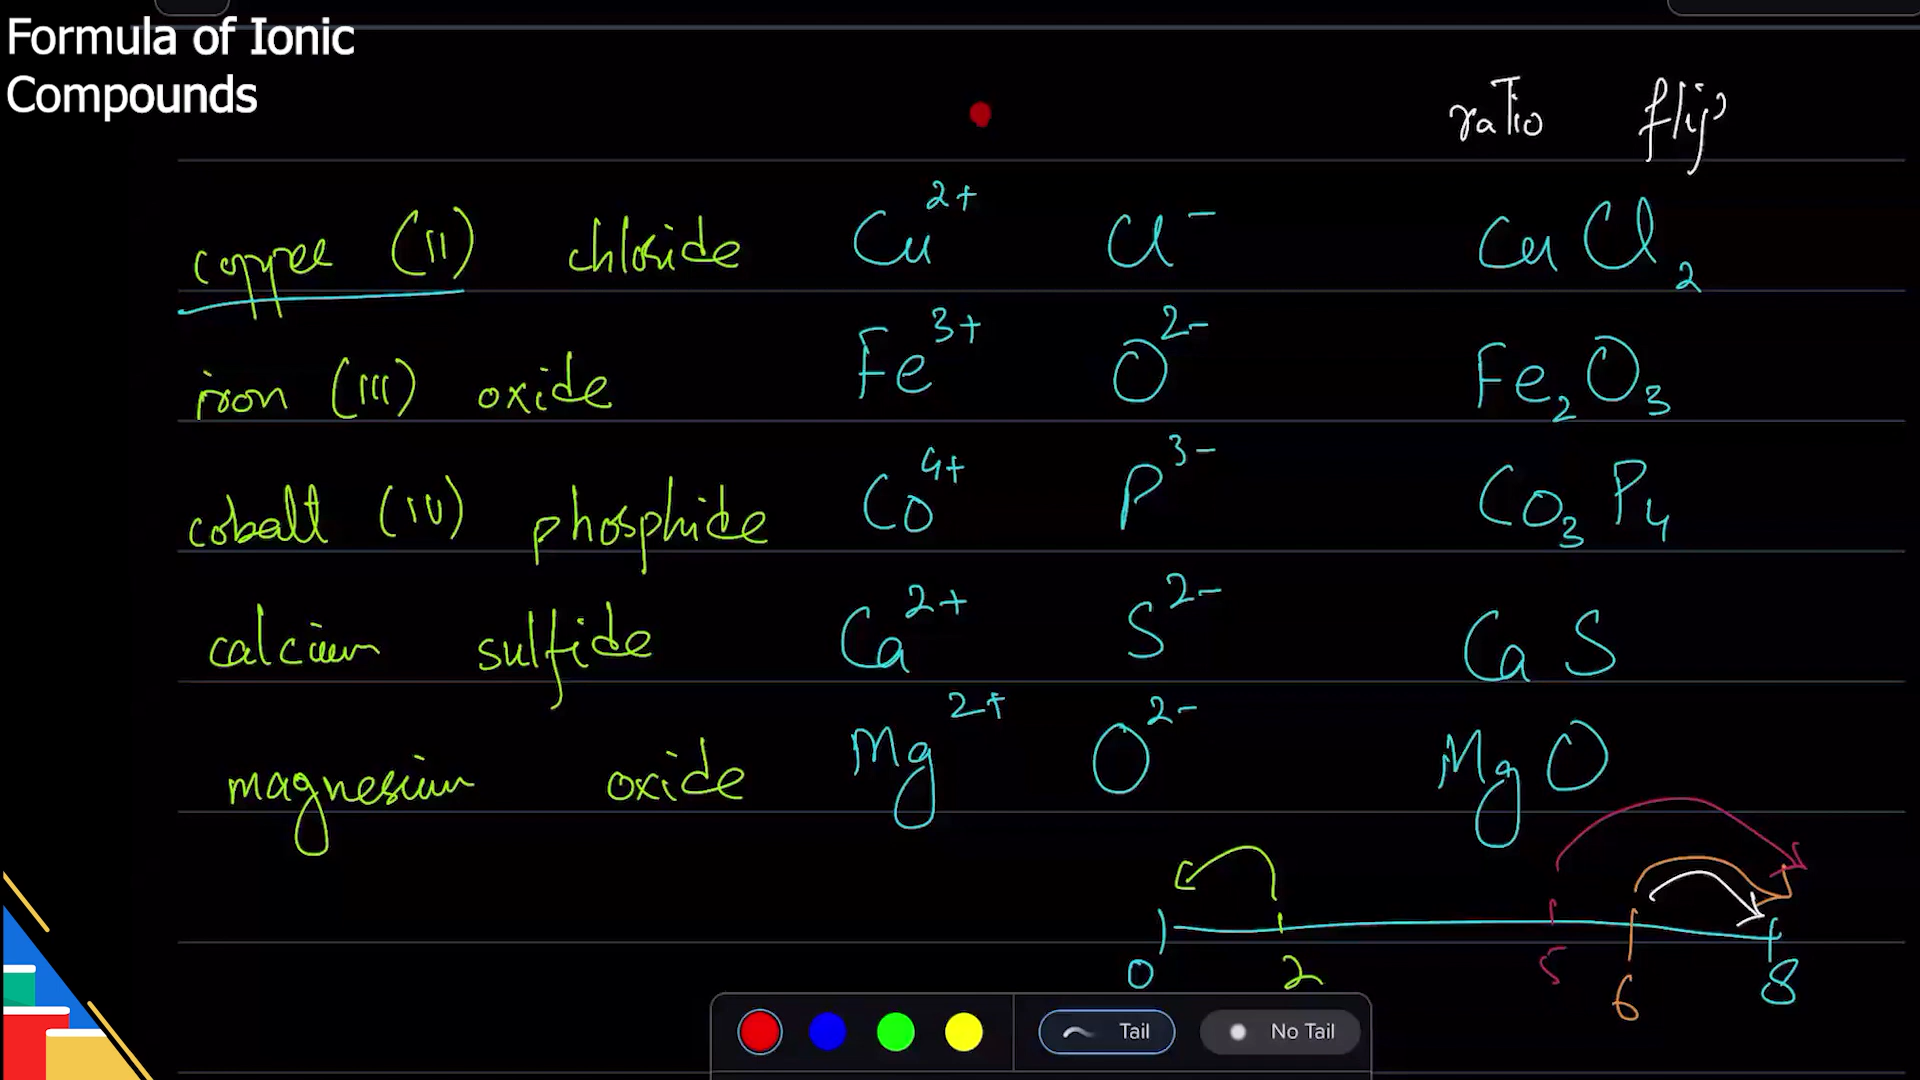 Formula of Ionic
Compounds
ratio flip
copper (II) chloride Cu²⁺ Cl⁻ CuCl₂
iron (III) oxide Fe³⁺ O²⁻ Fe₂O₃
cobalt (IV) phosphide Co⁴⁺ P³⁻ Co₃P₄
calcium sulfide Ca²⁺ S²⁻ CaS
magnesium oxide Mg²⁺ O²⁻ MgO
0 2 5 6 8
Tail No Tail